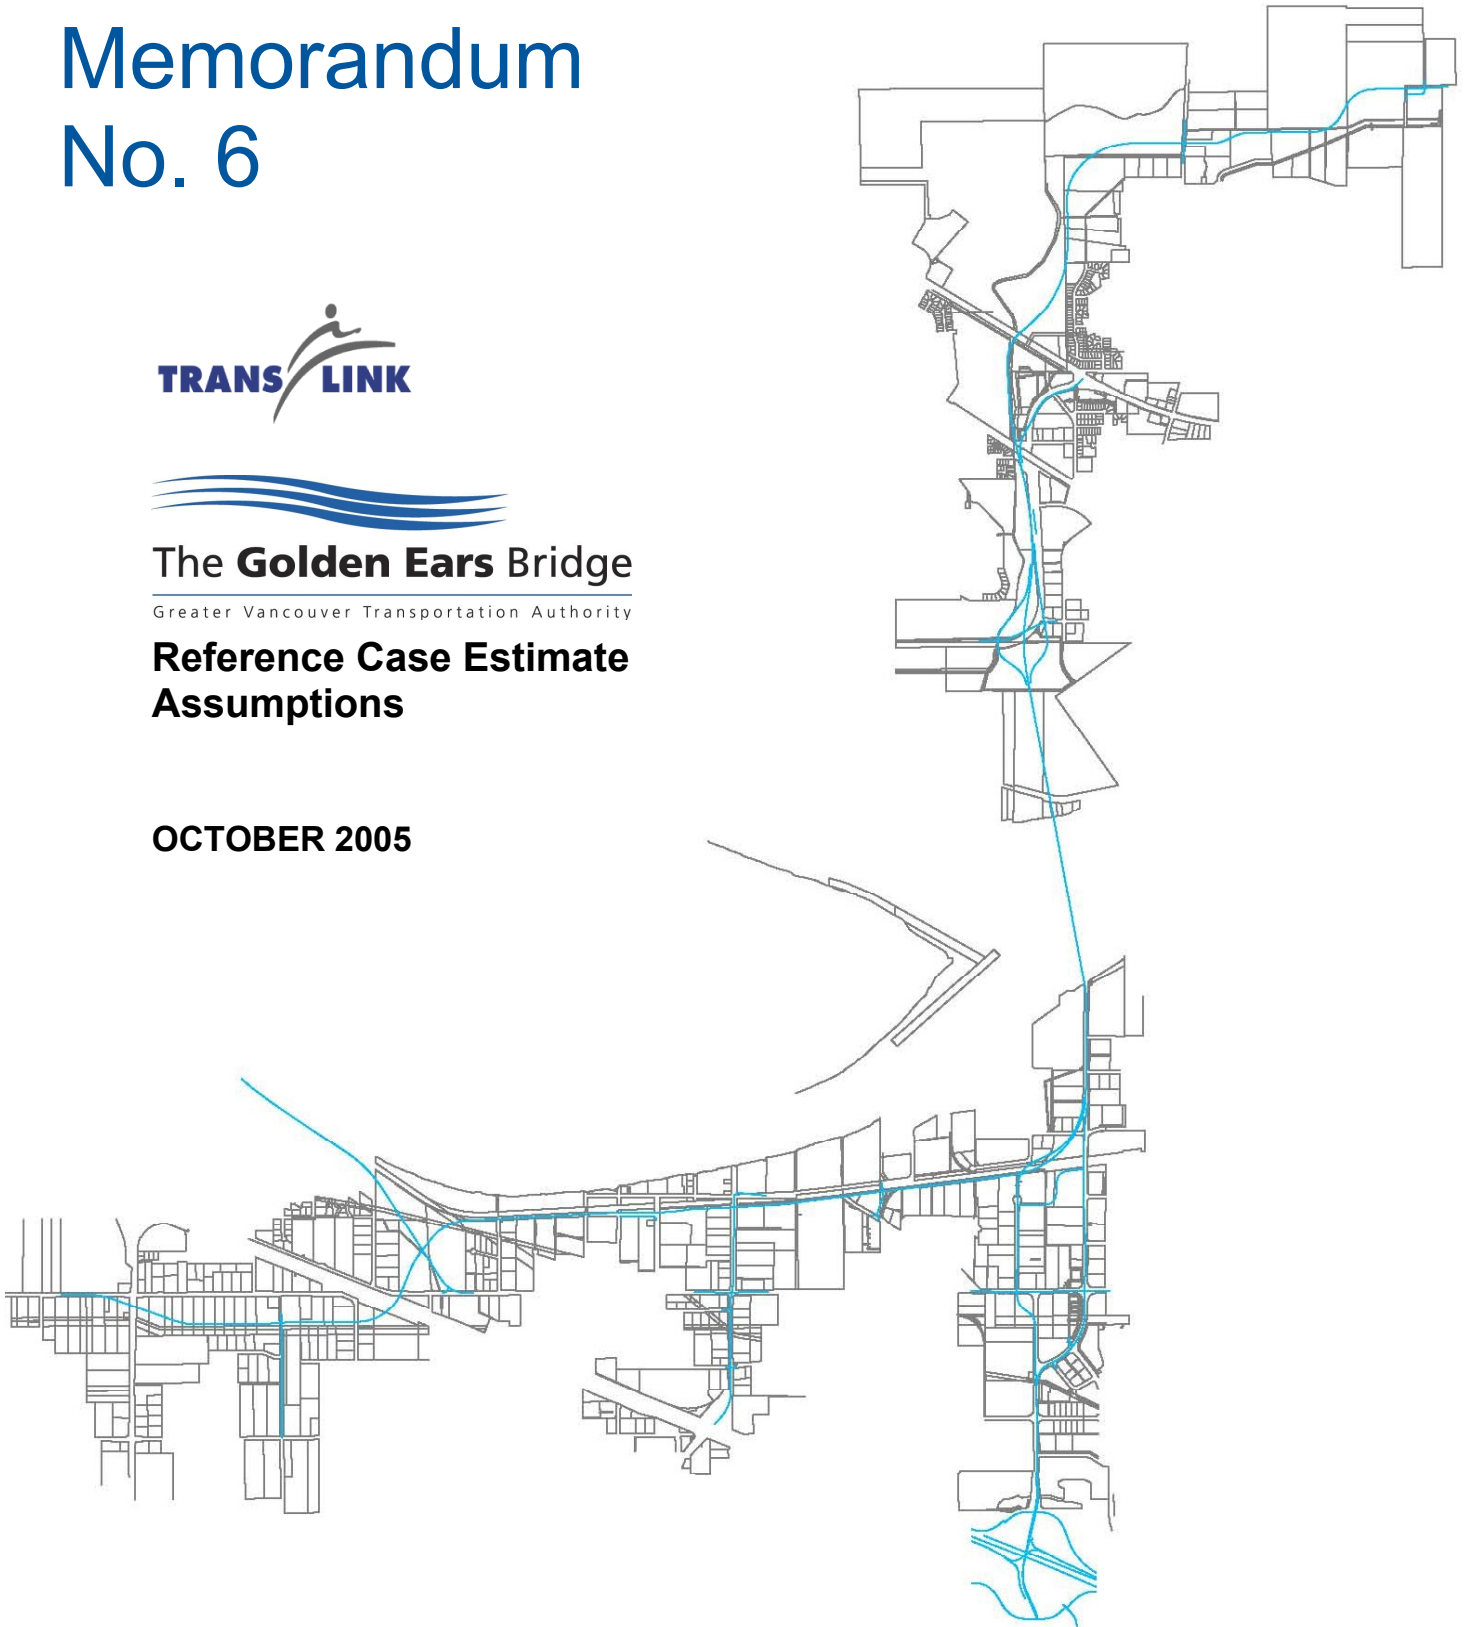 Memorandum
No. 6
TRANS LINK
The Golden Ears Bridge
Greater Vancouver Transportation Authority
Reference Case Estimate
Assumptions
OCTOBER 2005